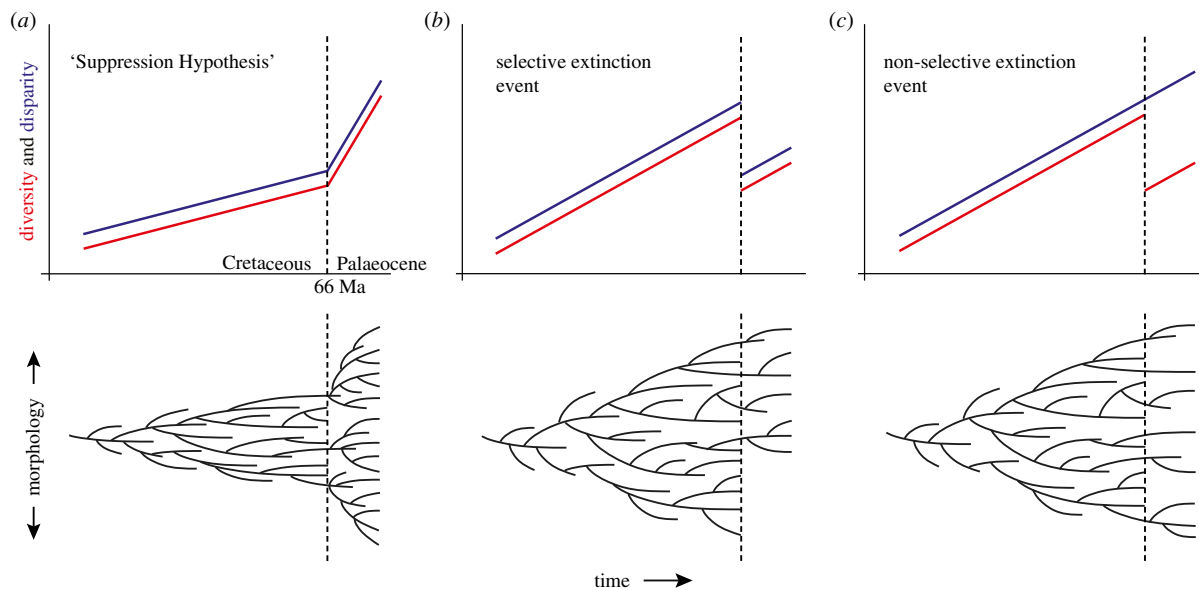 (a)
(b)
(c)
‘Suppression Hypothesis’
selective extinction
event
non-selective extinction
event
diversity and disparity
Cretaceous
Palaeocene
66 Ma
morphology
time